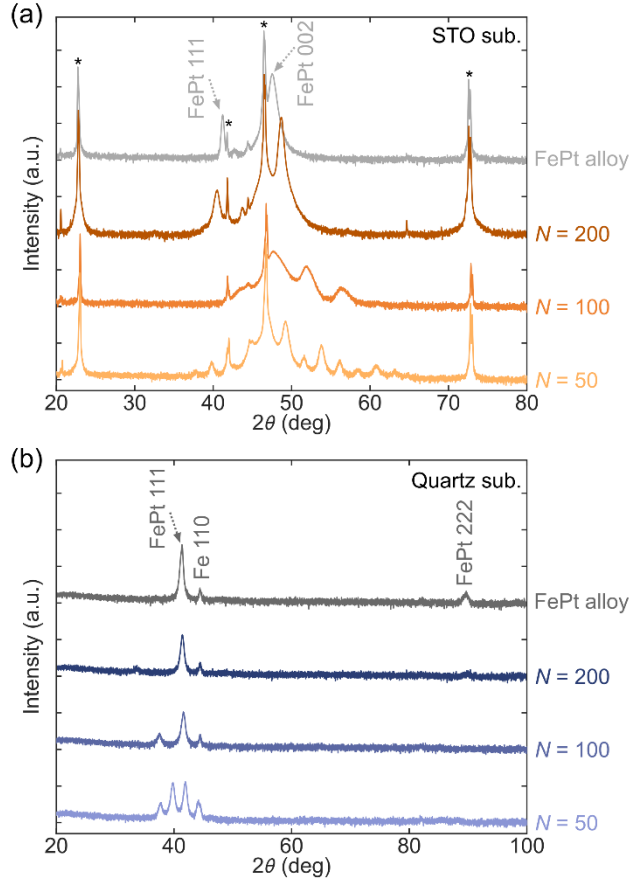 (a)
STO sub.
FePt 111
FePt 002
*
*
*
*
FePt alloy
N = 200
N = 100
N = 50
Intensity (a.u.)
20 30 40 50 60 70 80
2θ (deg)
(b)
Quartz sub.
FePt 111
Fe 110
FePt 222
FePt alloy
N = 200
N = 100
N = 50
Intensity (a.u.)
20 40 60 80 100
2θ (deg)